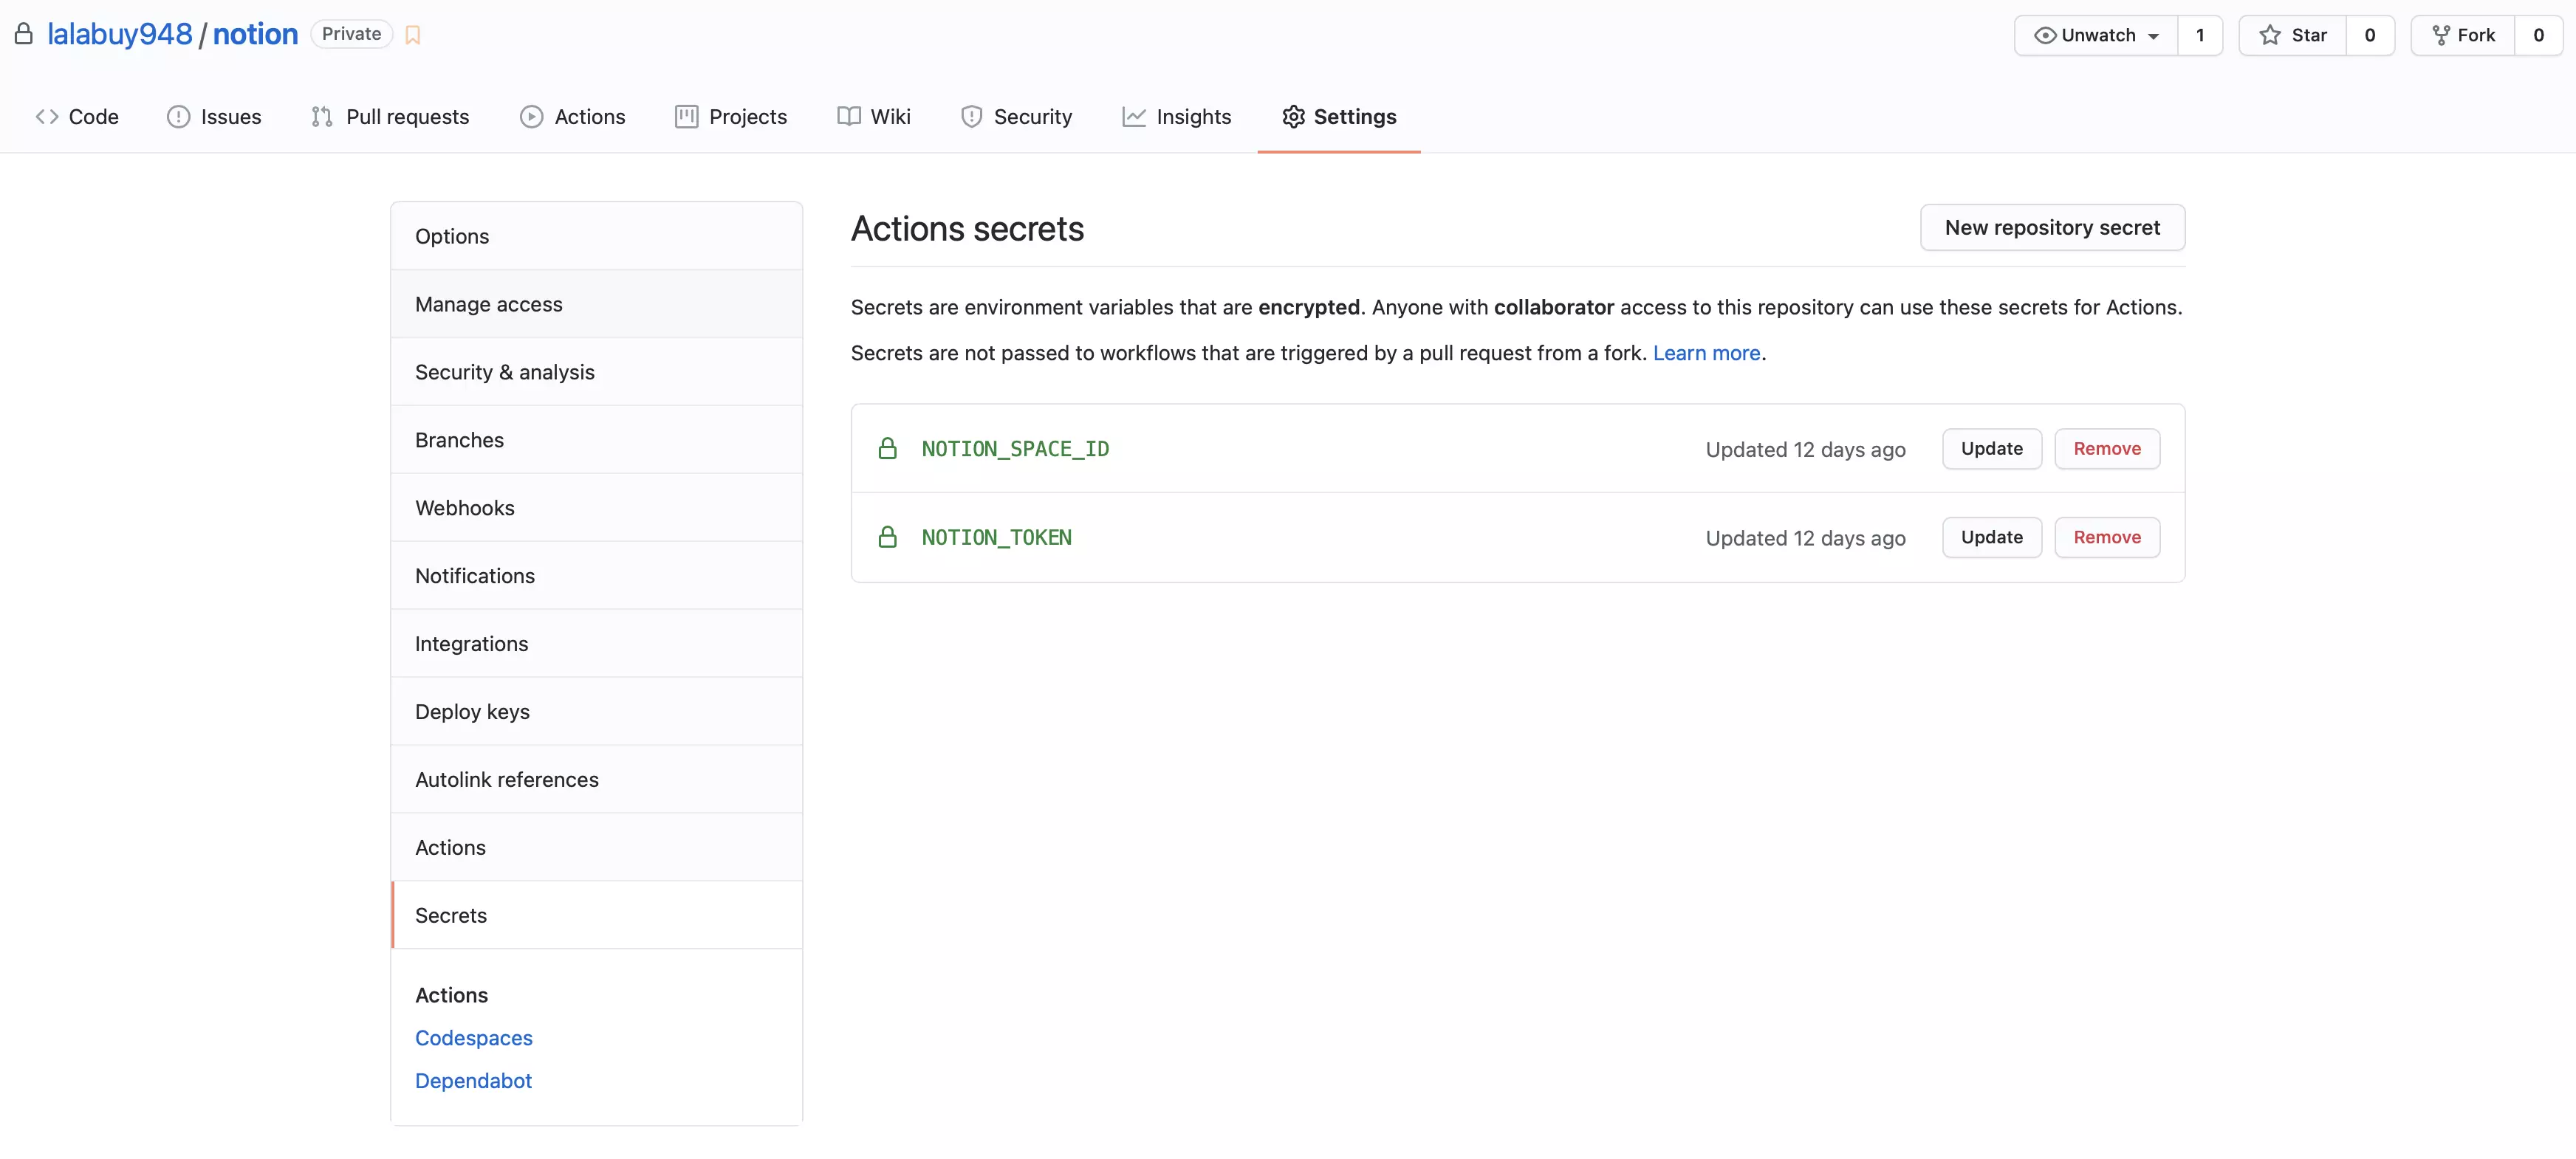 lalabuy948 / notion Private Unwatch 1 Star 0 Fork 0
Code Issues Pull requests Actions Projects Wiki Security Insights Settings
Options
Manage access
Security & analysis
Branches
Webhooks
Notifications
Integrations
Deploy keys
Autolink references
Actions
Secrets
Actions
Codespaces
Dependabot
Actions secrets New repository secret
Secrets are environment variables that are encrypted. Anyone with collaborator access to this repository can use these secrets for Actions.
Secrets are not passed to workflows that are triggered by a pull request from a fork. Learn more.
NOTION_SPACE_ID Updated 12 days ago Update Remove
NOTION_TOKEN Updated 12 days ago Update Remove